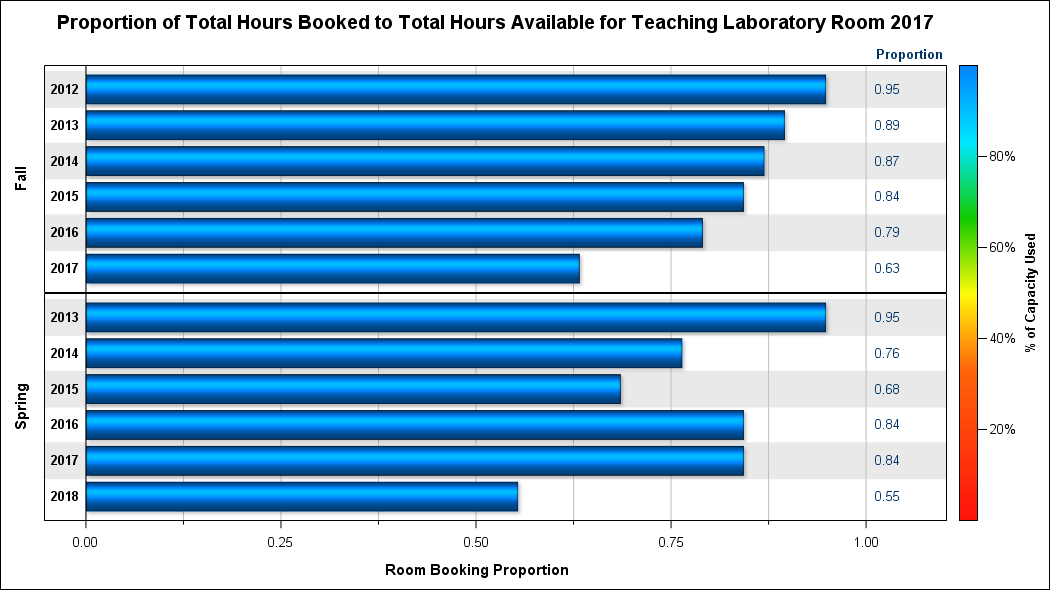 Proportion of Total Hours Booked to Total Hours Available for Teaching Laboratory Room 2017
Proportion
Fall
2012 0.95
2013 0.89
2014 0.87
2015 0.84
2016 0.79
2017 0.63
Spring
2013 0.95
2014 0.76
2015 0.68
2016 0.84
2017 0.84
2018 0.55
0.00 0.25 0.50 0.75 1.00
Room Booking Proportion
80%
60%
40%
20%
% of Capacity Used